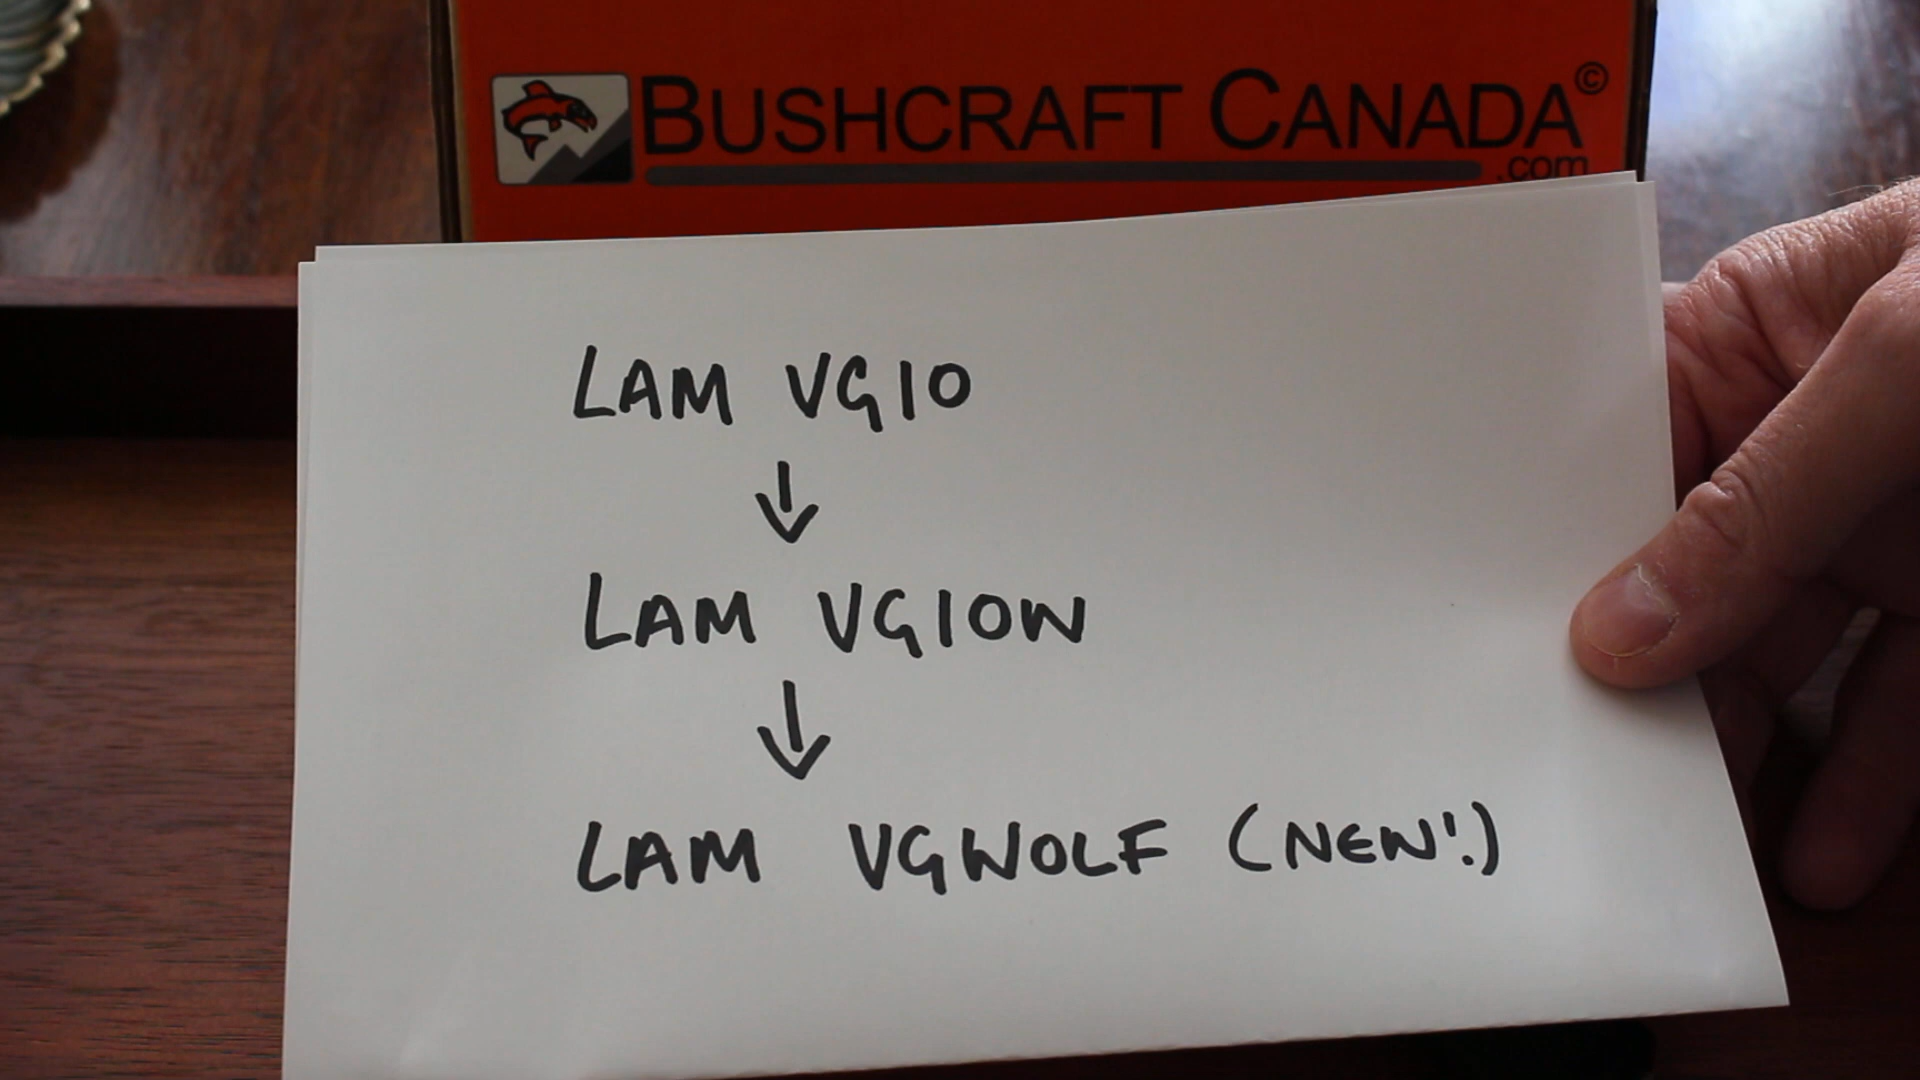 BUSHCRAFT CANADA©
.com
LAM VG10
↓
LAM VG10W
↓
LAM VGWOLF (NEW!)